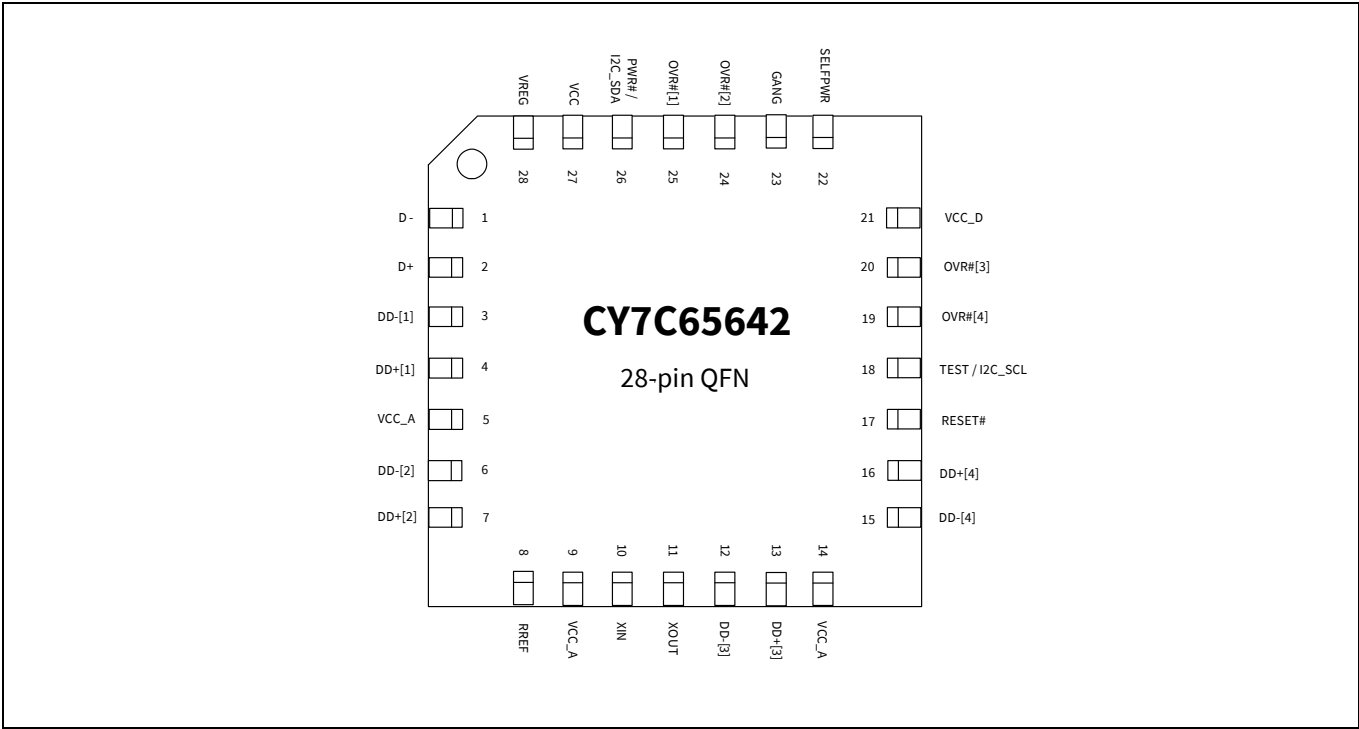 VREG
VCC
PWR# /
I2C_SDA
OVR#[1]
OVR#[2]
GANG
SELFPWR
28
27
26
25
24
23
22
D -
1
21
VCC_D
D+
2
20
OVR#[3]
DD-[1]
3
19
OVR#[4]
DD+[1]
4
18
TEST / I2C_SCL
VCC_A
5
17
RESET#
DD-[2]
6
16
DD+[4]
DD+[2]
7
15
DD-[4]
CY7C65642
28-pin QFN
8
9
10
11
12
13
14
RREF
VCC_A
XIN
XOUT
DD-[3]
DD+[3]
VCC_A